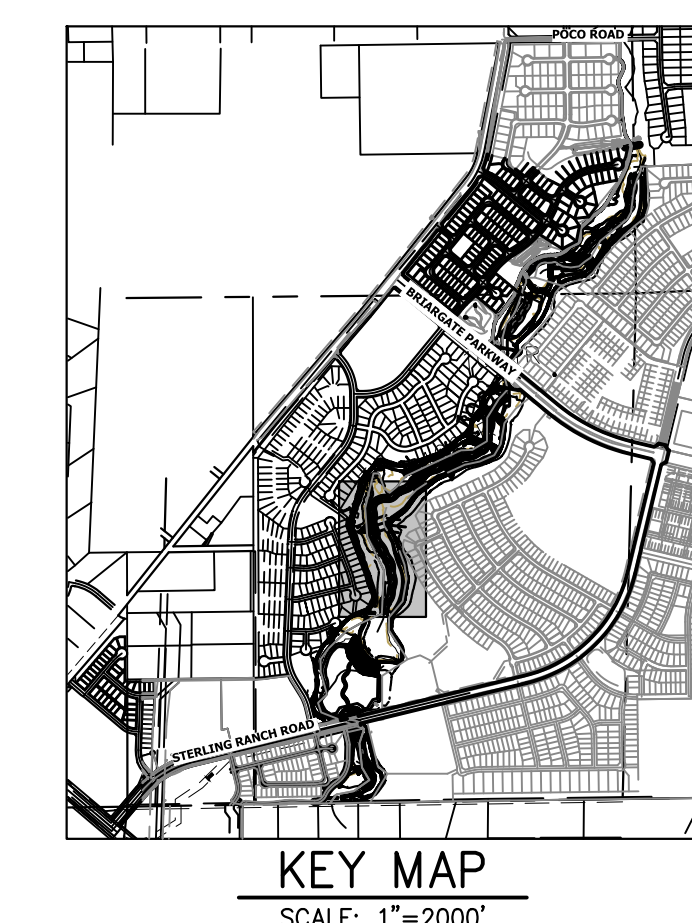 POCO ROAD
BRIARGATE PARKWAY
STERLING RANCH ROAD
KEY MAP
SCALE: 1"=2000'